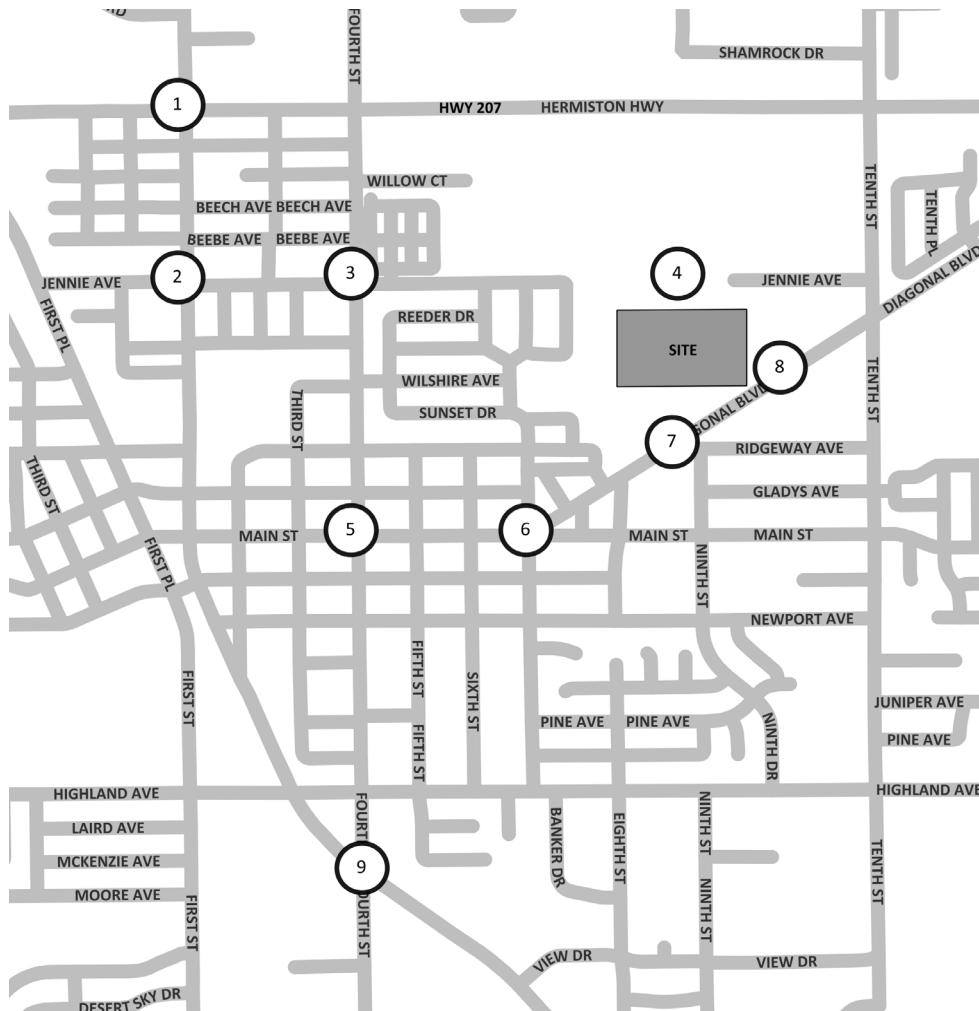 RD
FOURTH ST
SHAMROCK DR
1
HWY 207
HERMISTON HWY
TENTH ST
WILLOW CT
TENTH PL
BEECH AVE
BEECH AVE
BEEBE AVE
BEEBE AVE
JENNIE AVE
2
3
4
JENNIE AVE
DIAGONAL BLVD
FIRST PL
REEDER DR
SITE
8
WILSHIRE AVE
TENTH ST
THIRD ST
SUNSET DR
GONAL BLVD
7
RIDGEWAY AVE
THIRD ST
GLADYS AVE
MAIN ST
5
6
MAIN ST
MAIN ST
FIRST PL
NINTH ST
NEWPORT AVE
FIRST ST
FIFTH ST
SIXTH ST
JUNIPER AVE
PINE AVE
PINE AVE
NINTH DR
PINE AVE
FIFTH ST
HIGHLAND AVE
HIGHLAND AVE
FOURT
BANKER DR
EIGHTH ST
NINTH ST
TENTH ST
LAIRD AVE
MCKENZIE AVE
9
MOORE AVE
FIRST ST
OURTH ST
NINTH ST
VIEW DR
VIEW DR
DESERT SKY DR